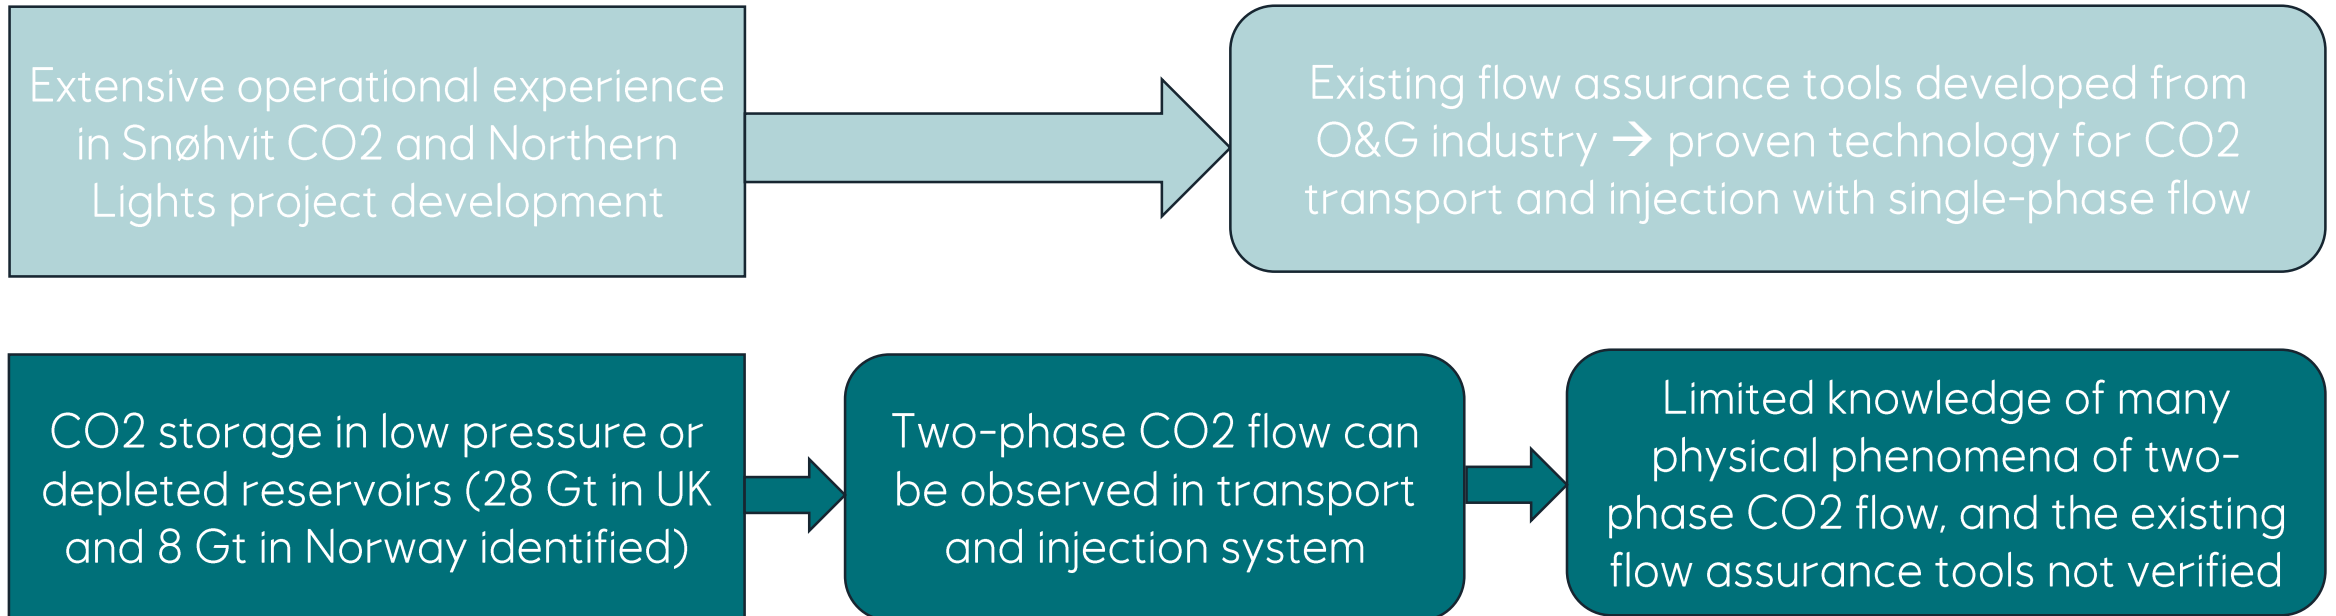 Extensive operational experience
in Snøhvit CO2 and Northern
Lights project development
Existing flow assurance tools developed from
O&G industry → proven technology for CO2
transport and injection with single-phase flow
CO2 storage in low pressure or
depleted reservoirs (28 Gt in UK
and 8 Gt in Norway identified)
Two-phase CO2 flow can
be observed in transport
and injection system
Limited knowledge of many
physical phenomena of two-
phase CO2 flow, and the existing
flow assurance tools not verified